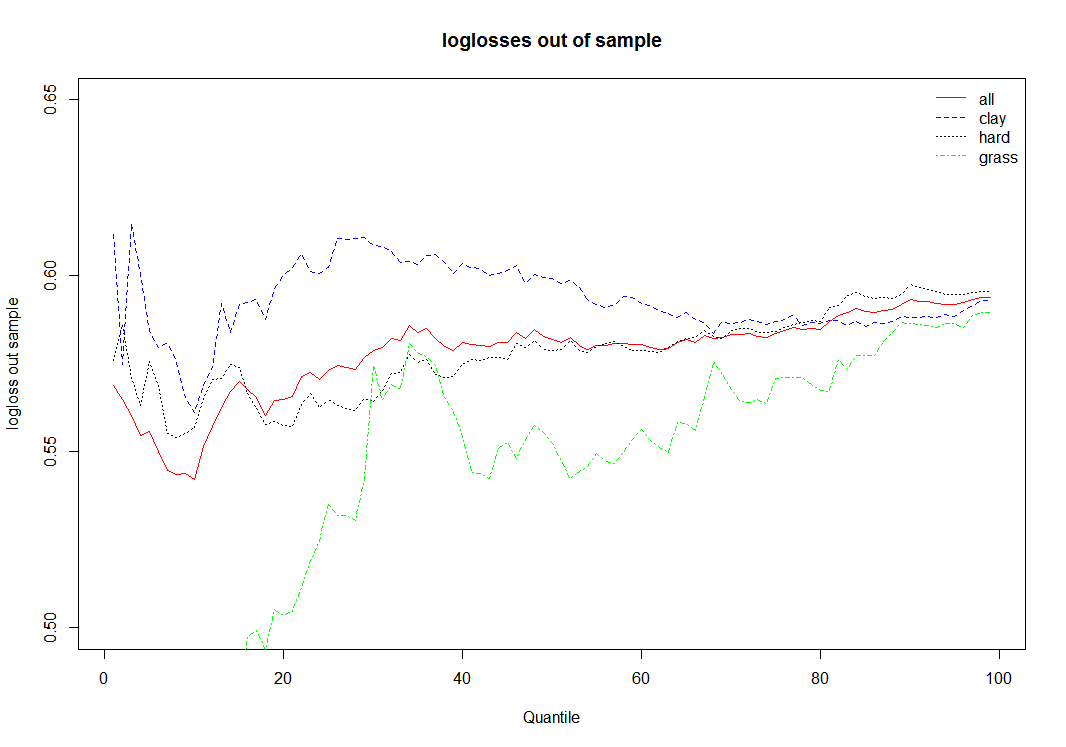 loglosses out of sample
all
clay
hard
grass
0.65
0.60
0.55
0.50
logloss out sample
0 20 40 60 80 100
Quantile